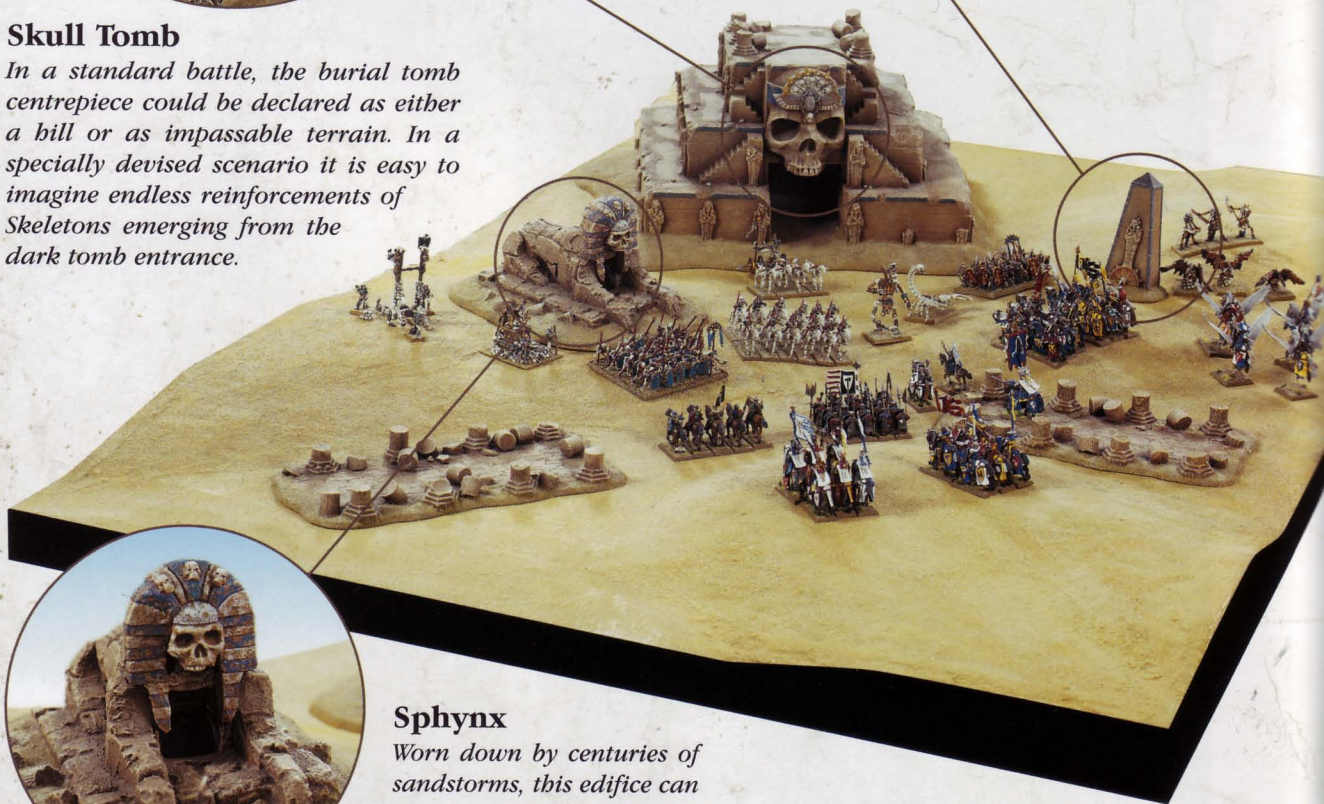 Skull Tomb
In a standard battle, the burial tomb
centrepiece could be declared as either
a hill or as impassable terrain. In a
specially devised scenario it is easy to
imagine endless reinforcements of
Skeletons emerging from the
dark tomb entrance.
Sphynx
Worn down by centuries of
sandstorms, this edifice can